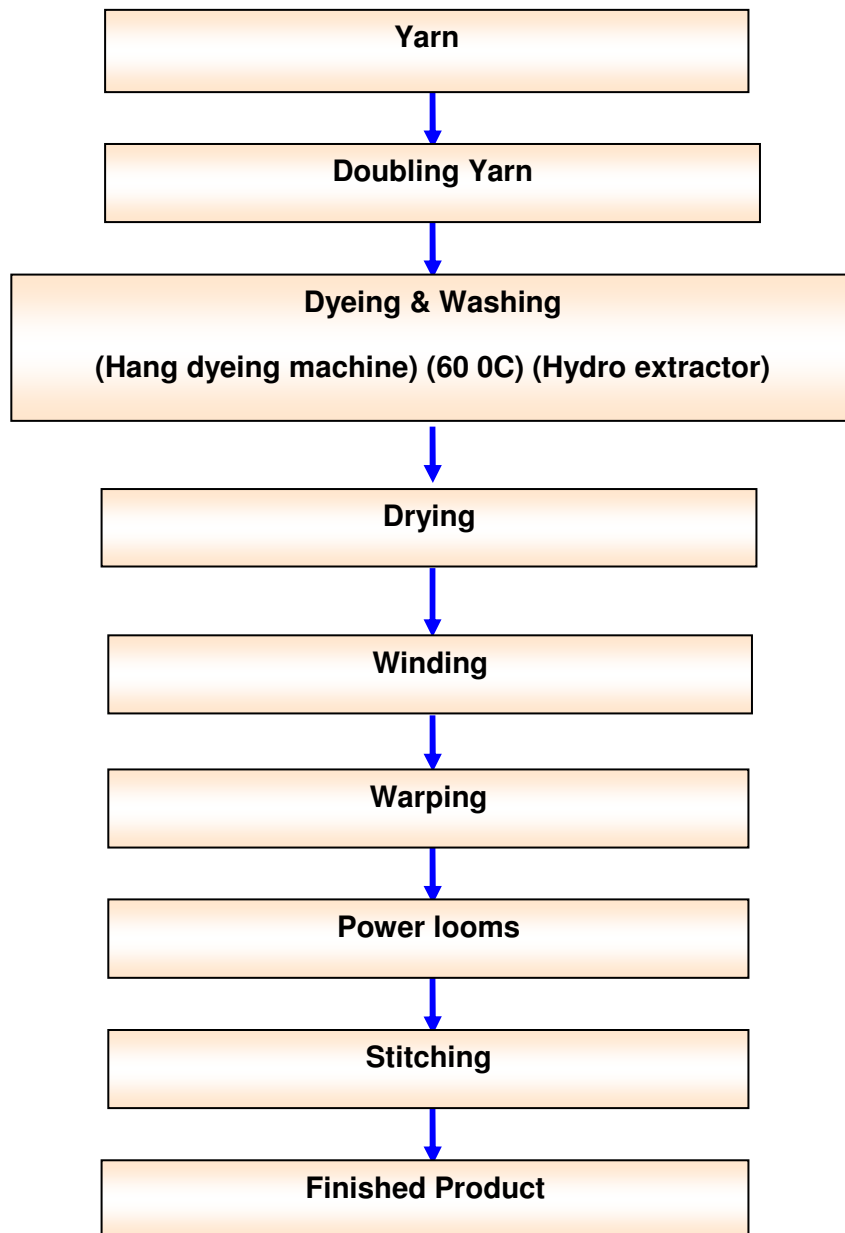 Yarn
Doubling Yarn
Dyeing & Washing
(Hang dyeing machine) (60 0C) (Hydro extractor)
Drying
Winding
Warping
Power looms
Stitching
Finished Product